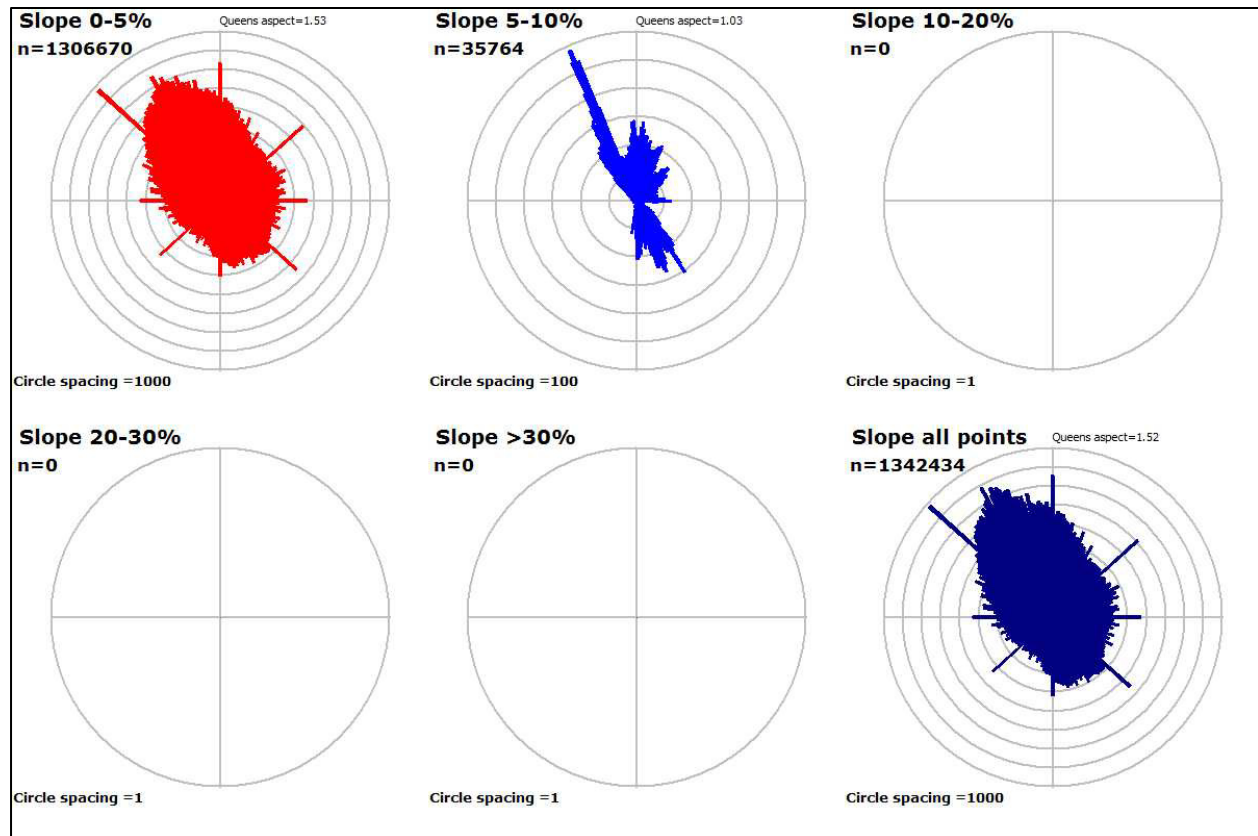 Slope 0-5%
Queens aspect=1.53
n=1306670
Circle spacing =1000
Slope 5-10%
Queens aspect=1.03
n=35764
Circle spacing =100
Slope 10-20%
n=0
Circle spacing =1
Slope 20-30%
n=0
Circle spacing =1
Slope >30%
n=0
Circle spacing =1
Slope all points
Queens aspect=1.52
n=1342434
Circle spacing =1000